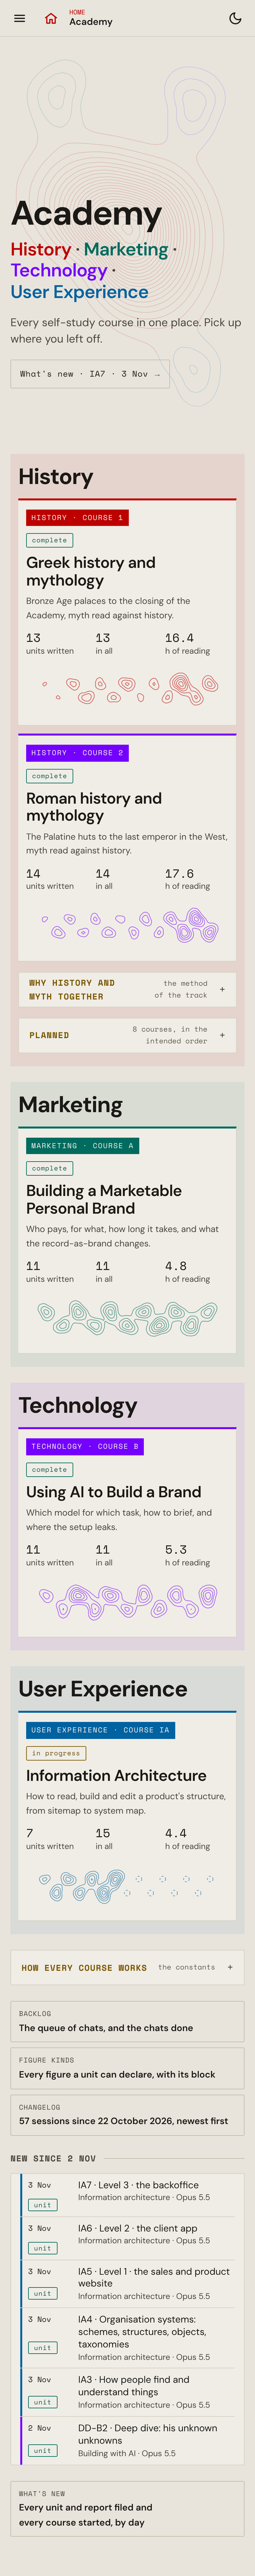 HOME
Academy
Academy
History · Marketing ·
Technology ·
User Experience
Every self-study course in one place. Pick up
where you left off.
What's new · IA7 · 3 Nov →
History
HISTORY · COURSE 1
complete
Greek history and
mythology
Bronze Age palaces to the closing of the
Academy, myth read against history.
13 13 16.4
units written in all h of reading
HISTORY · COURSE 2
complete
Roman history and
mythology
The Palatine huts to the last emperor in the West,
myth read against history.
14 14 17.6
units written in all h of reading
WHY HISTORY AND
MYTH TOGETHER
the method
of the track
+
PLANNED
8 courses, in the
intended order
+
Marketing
MARKETING · COURSE A
complete
Building a Marketable
Personal Brand
Who pays, for what, how long it takes, and what
the record-as-brand changes.
11 11 4.8
units written in all h of reading
Technology
TECHNOLOGY · COURSE B
complete
Using AI to Build a Brand
Which model for which task, how to brief, and
where the setup leaks.
11 11 5.3
units written in all h of reading
User Experience
USER EXPERIENCE · COURSE IA
in progress
Information Architecture
How to read, build and edit a product's structure,
from sitemap to system map.
7 15 4.4
units written in all h of reading
HOW EVERY COURSE WORKS the constants +
BACKLOG
The queue of chats, and the chats done
FIGURE KINDS
Every figure a unit can declare, with its block
CHANGELOG
57 sessions since 22 October 2026, newest first
NEW SINCE 2 NOV
3 Nov IA7 · Level 3 · the backoffice
unit Information architecture · Opus 5.5
3 Nov IA6 · Level 2 · the client app
unit Information architecture · Opus 5.5
3 Nov IA5 · Level 1 · the sales and product
website
unit Information architecture · Opus 5.5
3 Nov IA4 · Organisation systems:
schemes, structures, objects,
taxonomies
unit Information architecture · Opus 5.5
3 Nov IA3 · How people find and
understand things
unit Information architecture · Opus 5.5
2 Nov DD-B2 · Deep dive: his unknown
unknowns
unit Building with AI · Opus 5.5
WHAT'S NEW
Every unit and report filed and
every course started, by day